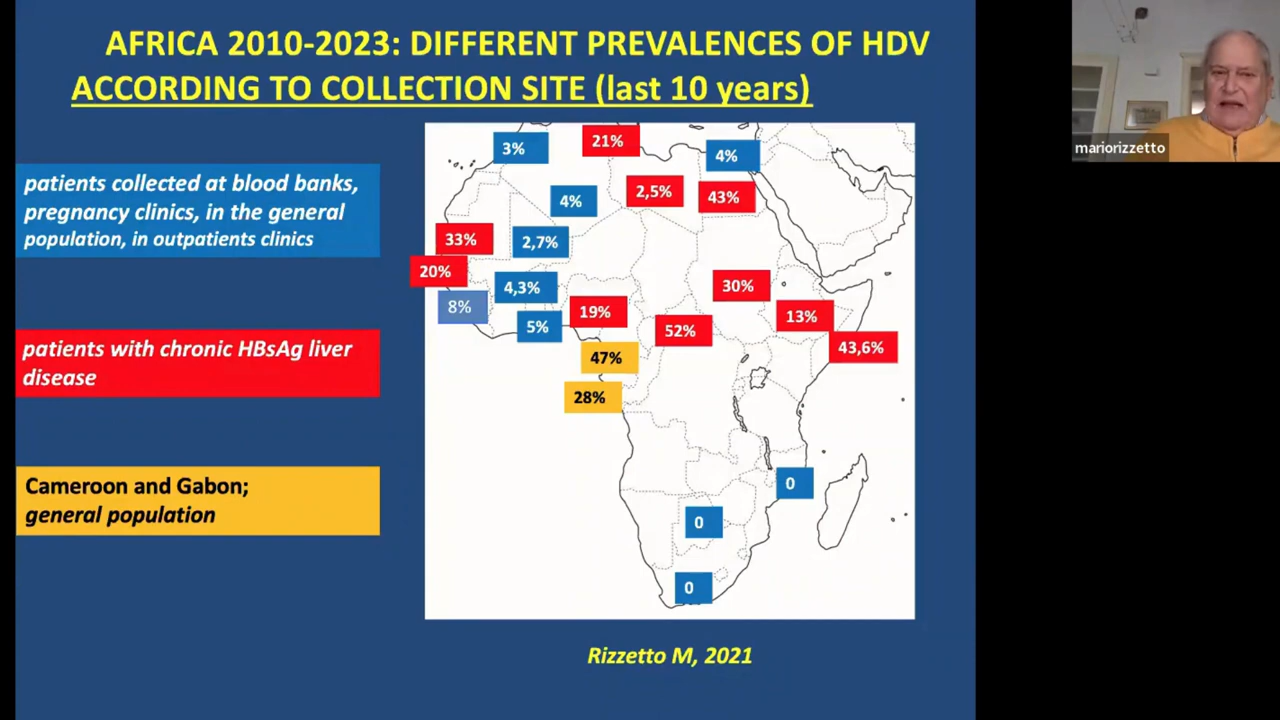 AFRICA 2010-2023: DIFFERENT PREVALENCES OF HDV
ACCORDING TO COLLECTION SITE (last 10 years)
patients collected at blood banks,
pregnancy clinics, in the general
population, in outpatients clinics
patients with chronic HBsAg liver
disease
Cameroon and Gabon;
general population
3%
21%
4%
4%
2,5%
43%
33%
2,7%
20%
4,3%
30%
8%
5%
19%
13%
52%
43,6%
47%
28%
0
0
0
Rizzetto M, 2021
mariorizzetto